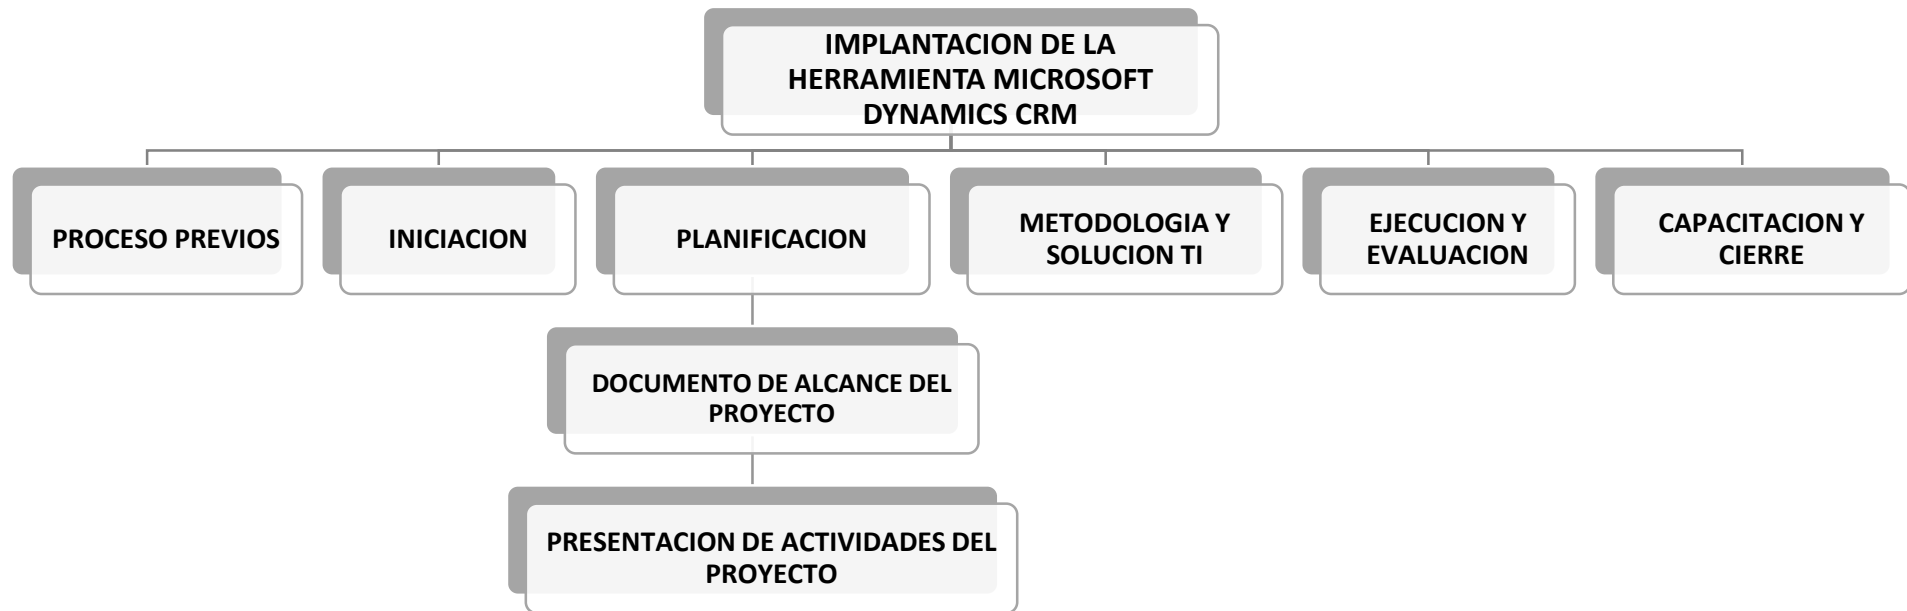 IMPLANTACION DE LA
HERRAMIENTA MICROSOFT
DYNAMICS CRM
PROCESO PREVIOS
INICIACION
PLANIFICACION
METODOLOGIA Y
SOLUCION TI
EJECUCION Y
EVALUACION
CAPACITACION Y
CIERRE
DOCUMENTO DE ALCANCE DEL
PROYECTO
PRESENTACION DE ACTIVIDADES DEL
PROYECTO